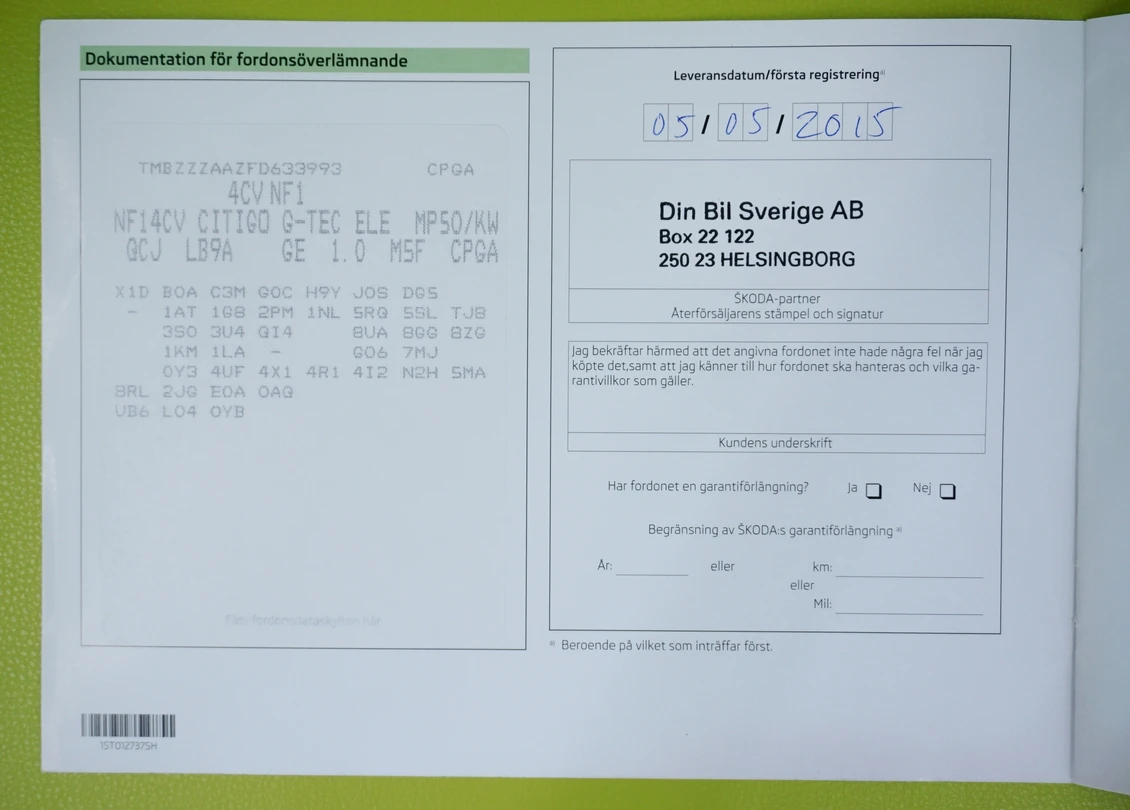 Dokumentation för fordonsöverlämnande
TMBZZZAAZFD633993 CPGA
4CV NF1
NF14CV CITIGO G-TEC ELE MP50/KW
QCJ LB9A GE 1.0 M5F CPGA
X1D B0A C3M G0C H9Y J0S DG5
- 1AT 1G8 2PM 1NL 5RQ 5SL TJB
3S0 3U4 QI4 8UA 8GG 8ZG
1KM 1LA - G06 7MJ
0Y3 4UF 4X1 4R1 4I2 N2H 5MA
8RL 2JG E0A 0AG
UB6 L04 0YB
Fäst fordonsdataskylten här
1ST012737SH
Leveransdatum/första registrering
05/05/2015
Din Bil Sverige AB
Box 22 122
250 23 HELSINGBORG
ŠKODA-partner
Återförsäljarens stämpel och signatur
Jag bekräftar härmed att det angivna fordonet inte hade några fel när jag
köpte det,samt att jag känner till hur fordonet ska hanteras och vilka ga-
rantivillkor som gäller.
Kundens underskrift
Har fordonet en garantiförlängning? Ja Nej
Begränsning av ŠKODA:s garantiförlängning
År: eller km:
eller
Mil:
Beroende på vilket som inträffar först.